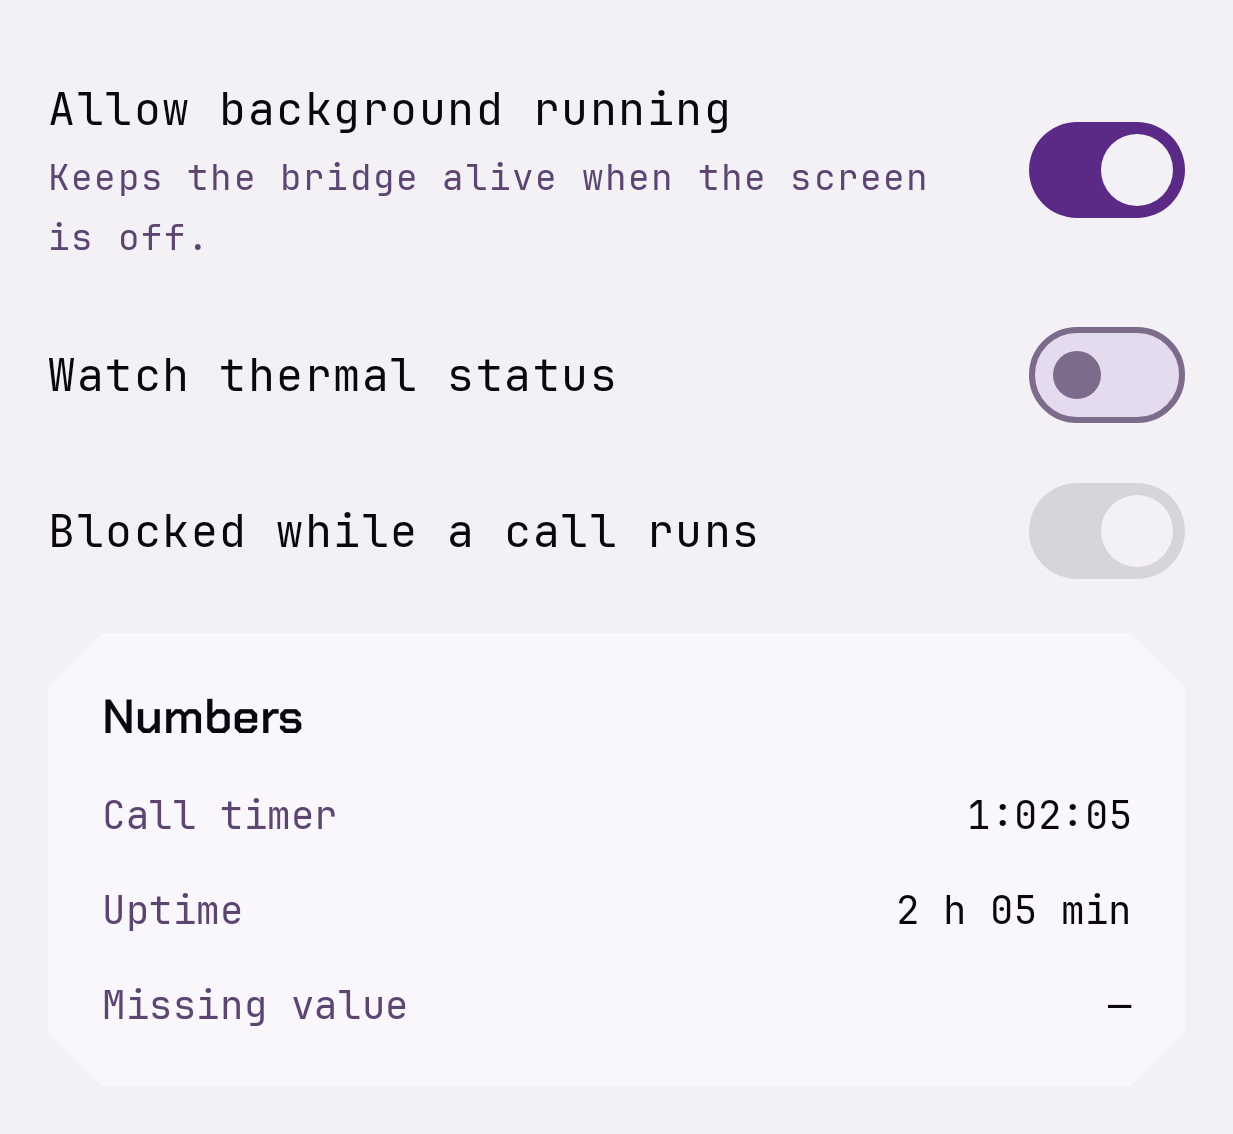 Allow background running
Keeps the bridge alive when the screen
is off.
Watch thermal status
Blocked while a call runs
Numbers
Call timer 1:02:05
Uptime 2 h 05 min
Missing value —